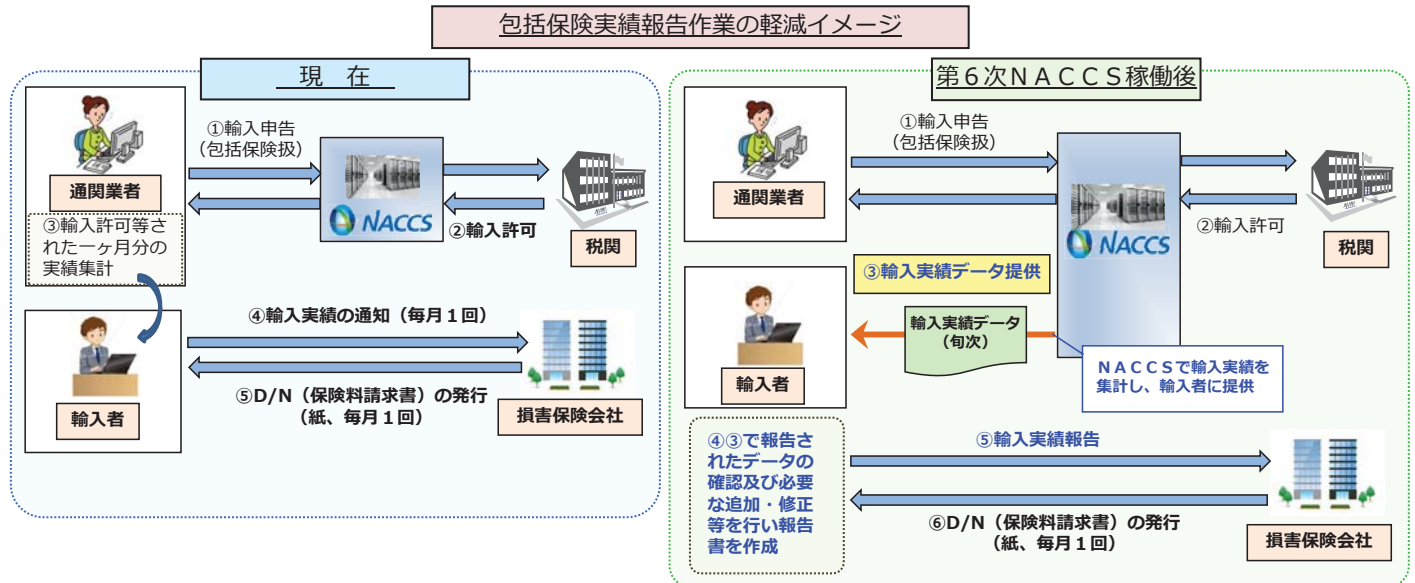 包括保険実績報告作業の軽減イメージ
現　在
①輸入申告
（包括保険扱）
通関業者
NACCS
②輸入許可
税関
③輸入許可等さ
れた一ヶ月分の
実績集計
④輸入実績の通知（毎月１回）
⑤D/N（保険料請求書）の発行
（紙、毎月１回）
輸入者
損害保険会社
第６次ＮＡＣＣＳ稼働後
①輸入申告
（包括保険扱）
通関業者
NACCS
②輸入許可
税関
③輸入実績データ提供
輸入実績データ
（旬次）
輸入者
ＮＡＣＣＳで輸入実績を
集計し、輸入者に提供
④③で報告さ
れたデータの
確認及び必要
な追加・修正
等を行い報告
書を作成
⑤輸入実績報告
⑥D/N（保険料請求書）の発行
（紙、毎月１回）
損害保険会社